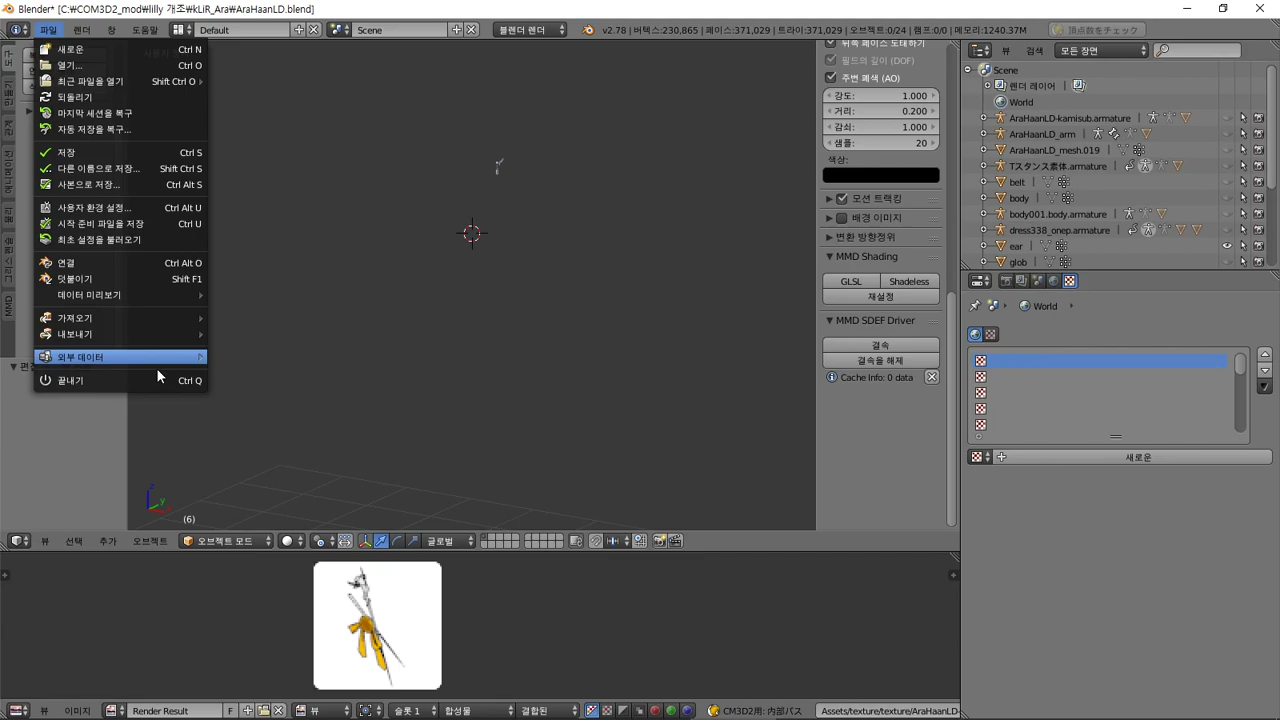 Blender* [C:₩COM3D2_mod₩lilly 개조₩kLiR_Ara₩AraHaanLD.blend]
파일 렌더 창 도움말 Default Scene 블렌더 렌더 v2.78 | 버텍스:230,865 | 페이스:371,029 | 트라이:371,029 | 오브젝트:0/24 | 램프:0/0 | 메모리:1240.37M 頂点数をチェック
새로운 Ctrl N
열기... Ctrl O
최근 파일을 열기 Shift Ctrl O
되돌리기
마지막 세션을 복구
자동 저장을 복구...
저장 Ctrl S
다른 이름으로 저장... Shift Ctrl S
사본으로 저장... Ctrl Alt S
사용자 환경 설정... Ctrl Alt U
시작 준비 파일을 저장 Ctrl U
최초 설정을 불러오기
연결 Ctrl Alt O
덧붙이기 Shift F1
데이터 미리보기
가져오기
내보내기
외부 데이터
끝내기 Ctrl Q
MMD
(6)
z
y
필드의 깊이 (DOF)
주변 폐색 (AO)
강도: 1.000
거리: 0.200
감쇠: 1.000
샘플: 20
색상:
모션 트랙킹
배경 이미지
변환 방향정위
MMD Shading
GLSL Shadeless
재설정
MMD SDEF Driver
결속
결속을 해제
Cache Info: 0 data
뷰 검색 모든 장면
Scene
렌더 레이어
World
AraHaanLD-kamisub.armature
AraHaanLD_arm
AraHaanLD_mesh.019
Tスタンス素体.armature
belt
body
body001.body.armature
dress338_onep.armature
ear
glob
World
새로운
뷰 선택 추가 오브젝트 오브젝트 모드 글로벌
뷰 이미지 Render Result F 뷰 슬롯 1 합성물 결합된 CM3D2用: 内部パス Assets/texture/texture/AraHaanLD-